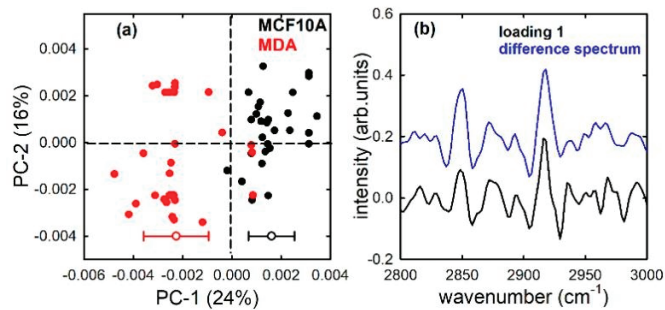 (a)
MCF10A
MDA
PC-2 (16%)
0.004
0.002
0.000
-0.002
-0.004
-0.006
-0.004
-0.002
0.000
0.002
0.004
PC-1 (24%)
(b)
loading 1
difference spectrum
intensity (arb.units)
0.6
0.4
0.2
0.0
-0.2
2800
2850
2900
2950
3000
wavenumber (cm⁻¹)